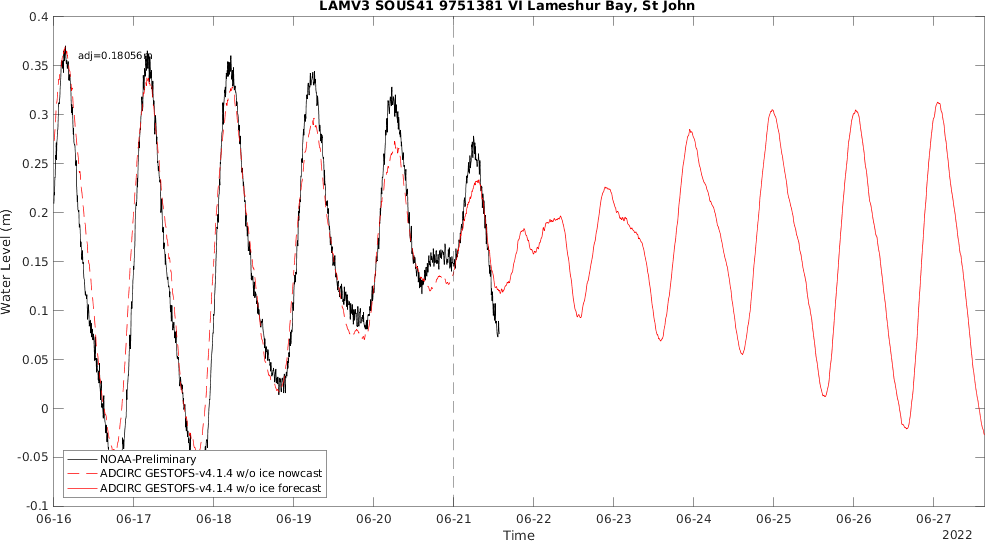 LAMV3 SOUS41 9751381 VI Lameshur Bay, St John
adj=0.18056m
0.4
0.35
0.3
0.25
0.2
0.15
0.1
0.05
0
-0.05
-0.1
Water Level (m)
NOAA-Preliminary
ADCIRC GESTOFS-v4.1.4 w/o ice nowcast
ADCIRC GESTOFS-v4.1.4 w/o ice forecast
06-16 06-17 06-18 06-19 06-20 06-21 06-22 06-23 06-24 06-25 06-26 06-27
Time
2022